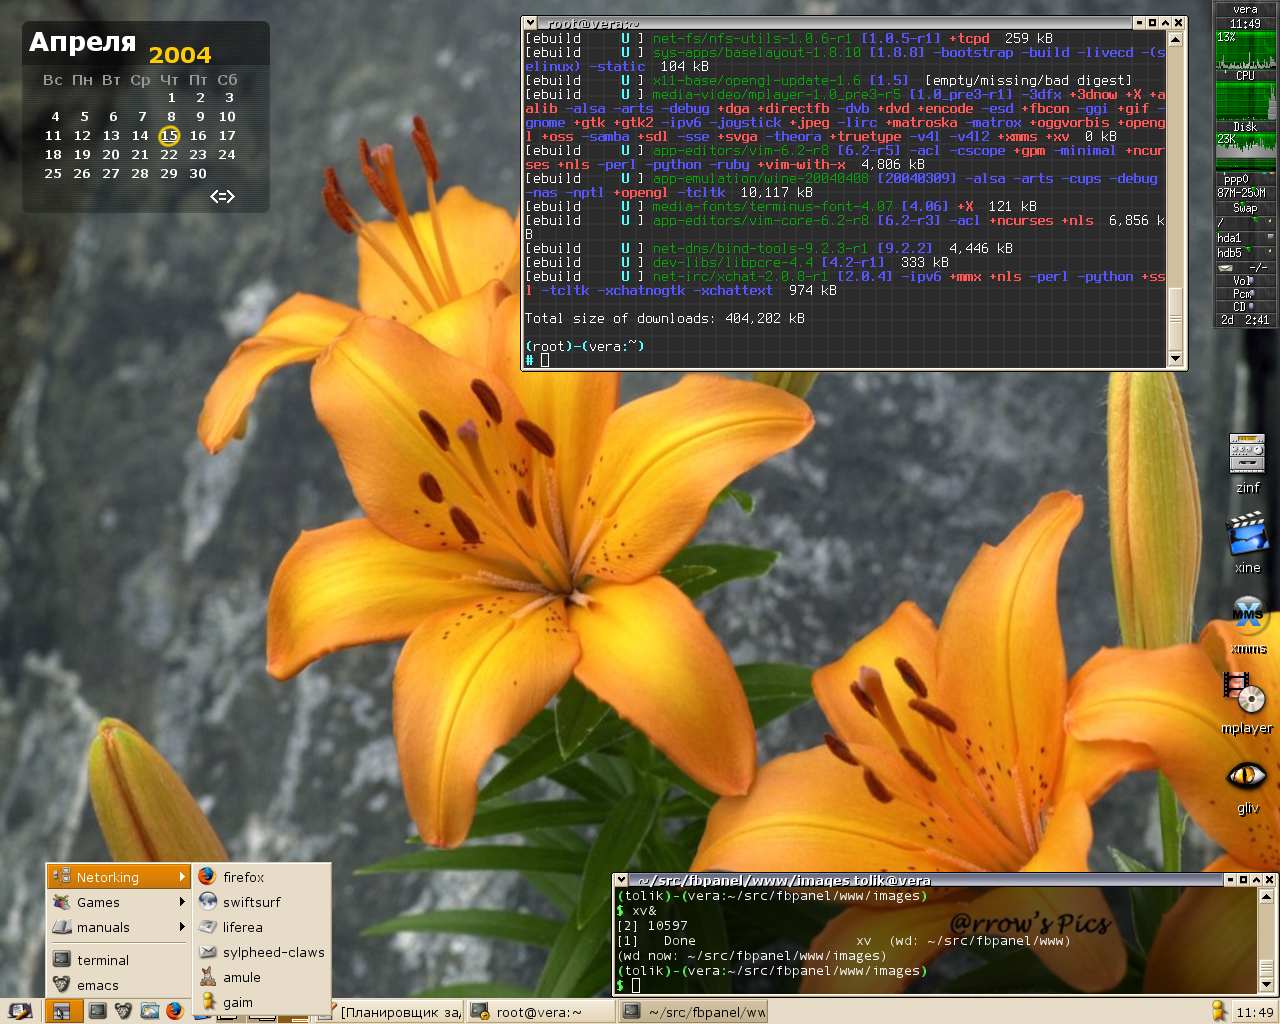 Апреля 2004
Вс Пн Вт Ср Чт Пт Сб
1 2 3
4 5 6 7 8 9 10
11 12 13 14 15 16 17
18 19 20 21 22 23 24
25 26 27 28 29 30
<=>
root@vera:~
[ebuild U ] net-fs/nfs-utils-1.0.6-r1 [1.0.5-r1] +tcpd 259 kB
[ebuild U ] sys-apps/baselayout-1.8.10 [1.8.8] -bootstrap -build -livecd -(s
elinux) -static 104 kB
[ebuild U ] x11-base/opengl-update-1.6 [1.5] [empty/missing/bad digest]
[ebuild U ] media-video/mplayer-1.0_pre3-r5 [1.0_pre3-r1] -3dfx +3dnow +X +a
alib -alsa -arts -debug +dga +directfb -dvb +dvd +encode -esd +fbcon -ggi +gif -
gnome +gtk +gtk2 -ipv6 -joystick +jpeg -lirc +matroska -matrox +oggvorbis +openg
l +oss -samba +sdl -sse +svga -theora +truetype -v4l -v4l2 +xmms +xv 0 kB
[ebuild U ] app-editors/vim-6.2-r8 [6.2-r5] -acl -cscope +gpm -minimal +ncur
ses +nls -perl -python -ruby +vim-with-x 4,806 kB
[ebuild U ] app-emulation/wine-20040408 [20040309] -alsa -arts -cups -debug
-nas -nptl +opengl -tcltk 10,117 kB
[ebuild U ] media-fonts/terminus-font-4.07 [4.06] +X 121 kB
[ebuild U ] app-editors/vim-core-6.2-r8 [6.2-r3] -acl +ncurses +nls 6,856 k
B
[ebuild U ] net-dns/bind-tools-9.2.3-r1 [9.2.2] 4,446 kB
[ebuild U ] dev-libs/libpcre-4.4 [4.2-r1] 333 kB
[ebuild U ] net-irc/xchat-2.0.8-r1 [2.0.4] -ipv6 +mmx +nls -perl -python +ss
l -tcltk -xchatnogtk -xchattext 974 kB
Total size of downloads: 404,202 kB
(root)-(vera:~)
#
vera
11:49
13%
CPU
Disk
23K
ppp0
87M-250M
Swap
/
hda1
hdb5
-/-
Vol
Pcm
CD
2d 2:41
zinf
xine
xmms
mplayer
gliv
Netorking
Games
manuals
terminal
emacs
firefox
swiftsurf
liferea
sylpheed-claws
amule
gaim
~/src/fbpanel/www/images tolik@vera
(tolik)-(vera:~/src/fbpanel/www/images)
$ xv&
[2] 10597
[1] Done xv (wd: ~/src/fbpanel/www)
(wd now: ~/src/fbpanel/www/images)
(tolik)-(vera:~/src/fbpanel/www/images)
$
@rrow's Pics
[Планировщик за
root@vera:~
~/src/fbpanel/ww
11:49